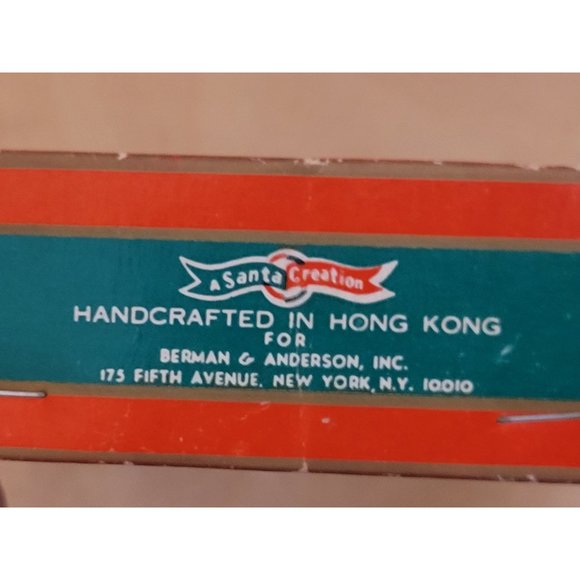 A Santa Creation
HANDCRAFTED IN HONG KONG
FOR
BERMAN & ANDERSON, INC.
175 FIFTH AVENUE, NEW YORK, N.Y. 10010